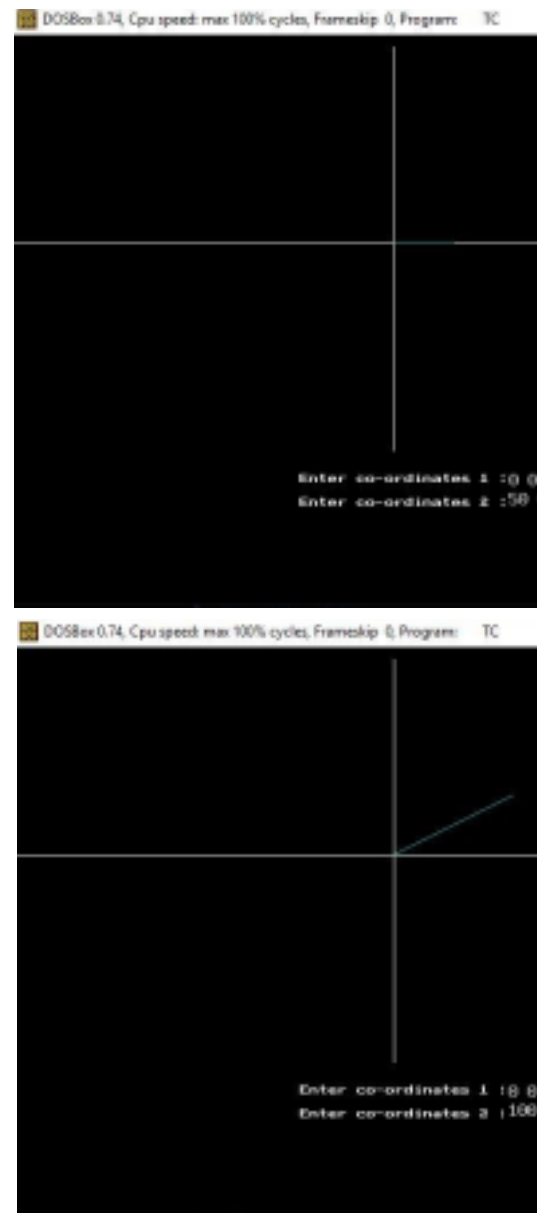 DOSBox 0.74, Cpu speed: max 100% cycles, Frameskip 0, Program: TC
Enter co-ordinates 1 :0 0
Enter co-ordinates 2 :50
DOSBox 0.74, Cpu speed: max 100% cycles, Frameskip 0, Program: TC
Enter co-ordinates 1 :0 0
Enter co-ordinates 2 :100